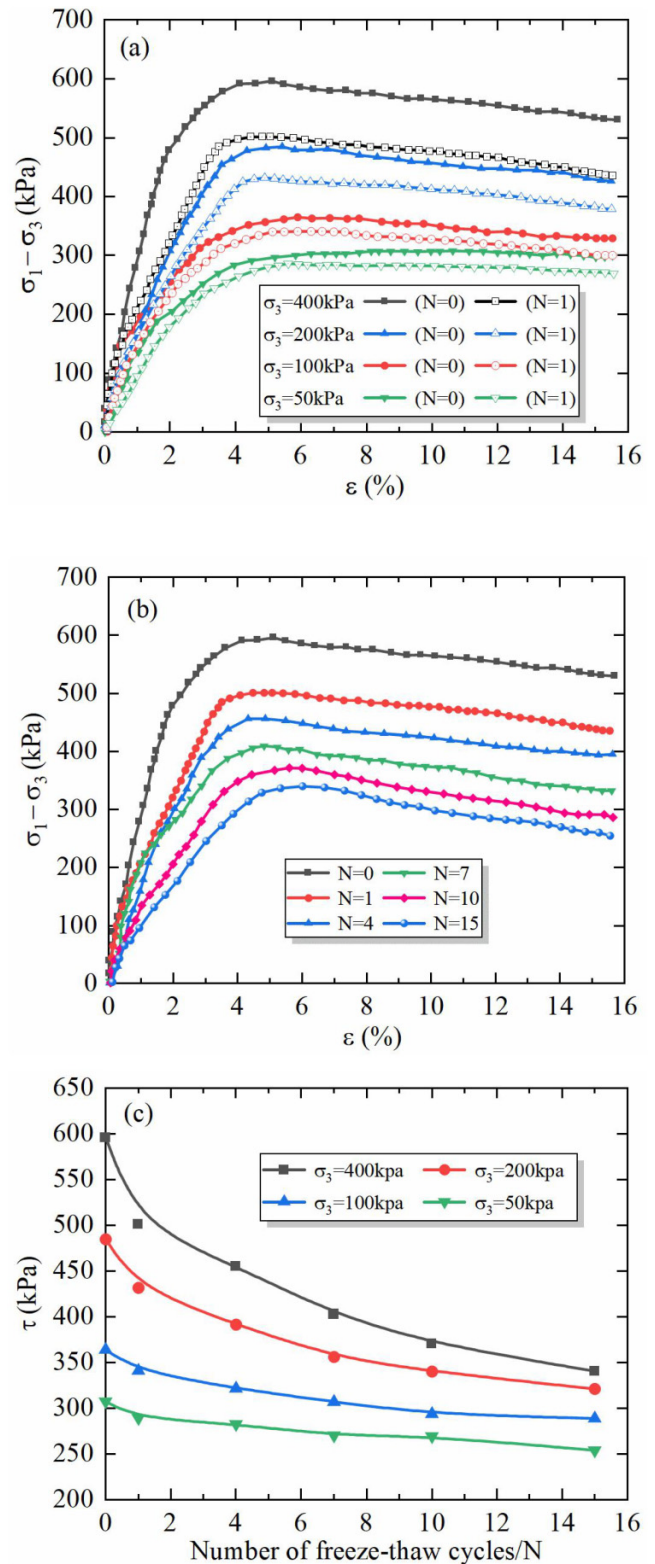 (a)
700
600
500
400
300
200
100
0
σ₁−σ₃ (kPa)
σ₃=400kPa (N=0) (N=1)
σ₃=200kPa (N=0) (N=1)
σ₃=100kPa (N=0) (N=1)
σ₃=50kPa (N=0) (N=1)
0 2 4 6 8 10 12 14 16
ε (%)
(b)
700
600
500
400
300
200
100
0
σ₁−σ₃ (kPa)
N=0 N=7
N=1 N=10
N=4 N=15
0 2 4 6 8 10 12 14 16
ε (%)
(c)
650
600
550
500
450
400
350
300
250
200
τ (kPa)
σ₃=400kpa σ₃=200kpa
σ₃=100kpa σ₃=50kpa
0 2 4 6 8 10 12 14 16
Number of freeze-thaw cycles/N